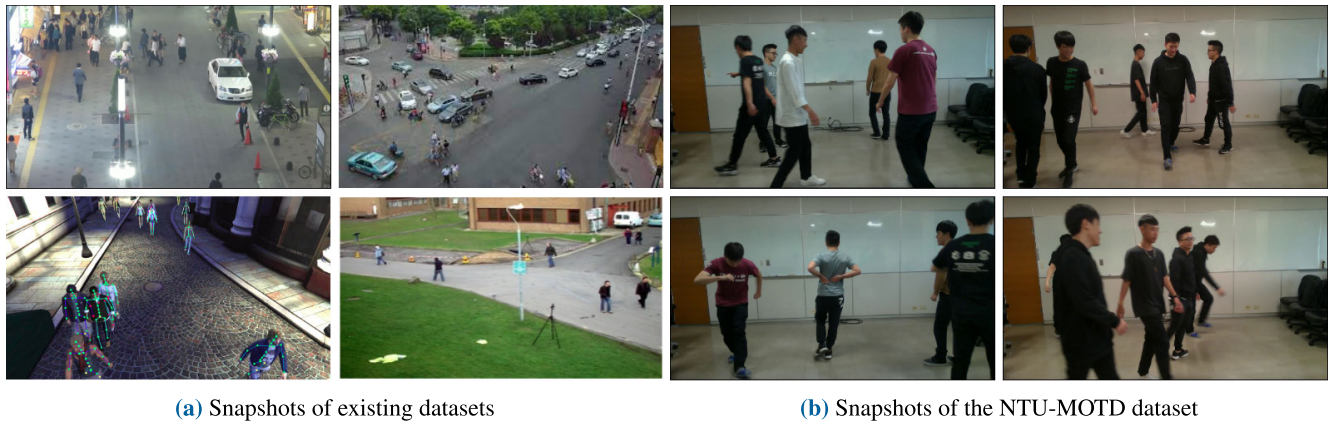 (a) Snapshots of existing datasets
(b) Snapshots of the NTU-MOTD dataset